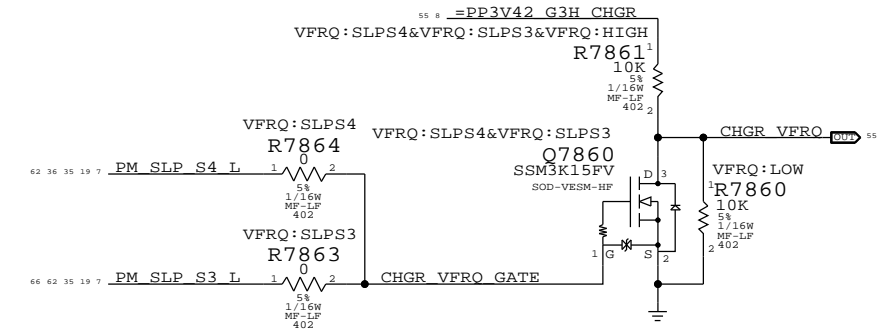 55 8 =PP3V42_G3H_CHGR
VFRQ:SLPS4&VFRQ:SLPS3&VFRQ:HIGH
R7861 1
10K
5%
1/16W
MF-LF
402 2
VFRQ:SLPS4
R7864
0
62 36 35 19 7 PM_SLP_S4_L 1 2
5%
1/16W
MF-LF
402
VFRQ:SLPS4&VFRQ:SLPS3
Q7860
SSM3K15FV
SOD-VESM-HF
D 3
CHGR_VFRQ OUT 55
VFRQ:LOW
1 R7860
10K
5%
1/16W
MF-LF
2 402
1 G S 2
VFRQ:SLPS3
R7863
0
66 62 35 19 7 PM_SLP_S3_L 1 2 CHGR_VFRQ_GATE
5%
1/16W
MF-LF
402